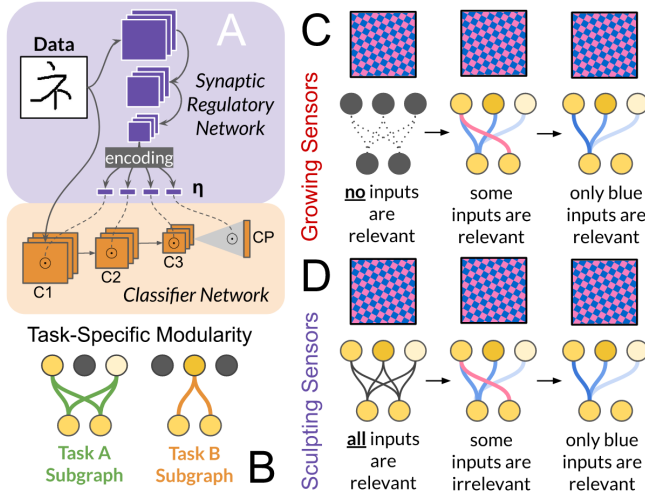 A
Data
ネ
Synaptic
Regulatory
Network
encoding
η
C1
C2
C3
CP
Classifier Network
Task-Specific Modularity
Task A
Subgraph
Task B
Subgraph
B
C
Growing Sensors
no inputs
are
relevant
some
inputs are
relevant
only blue
inputs are
relevant
D
Sculpting Sensors
all inputs
are
relevant
some
inputs are
irrelevant
only blue
inputs are
relevant